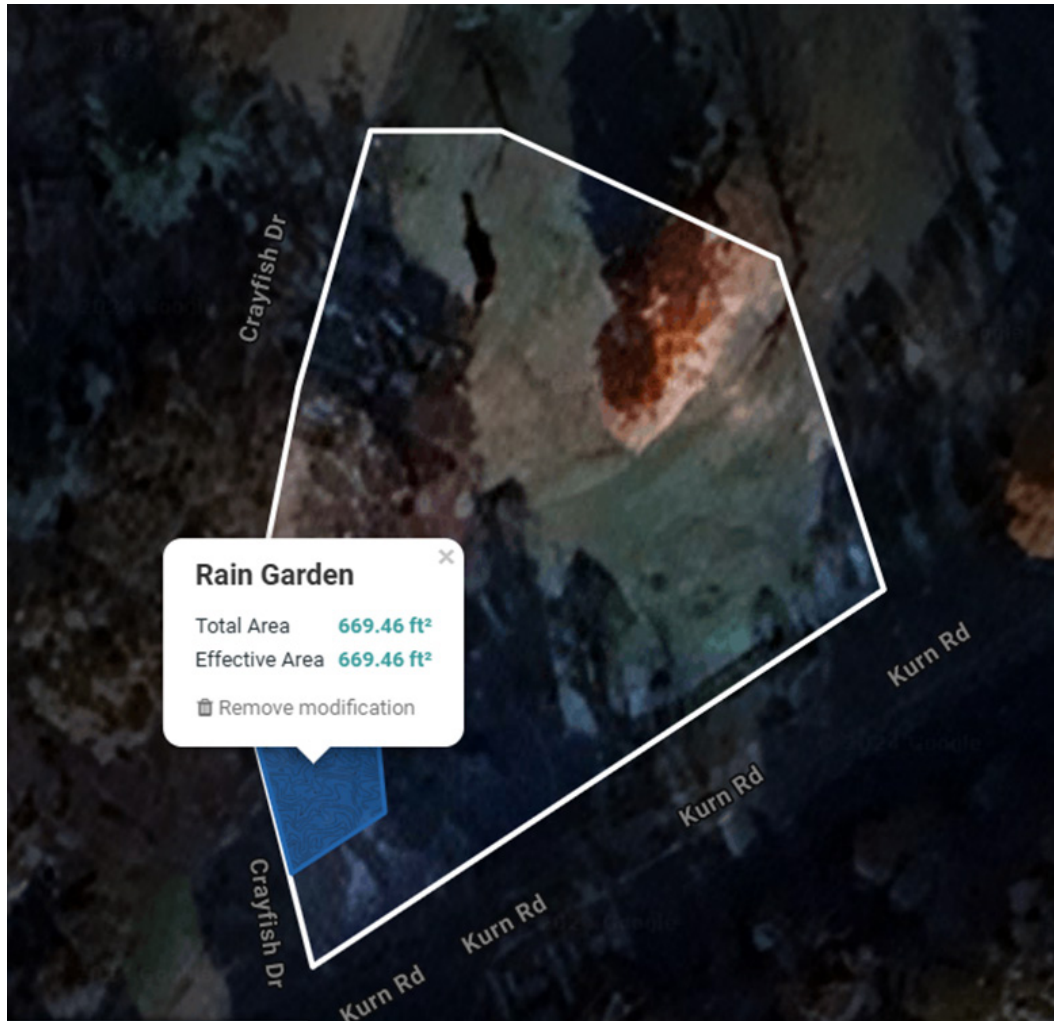 Crayfish Dr
Rain Garden
×
Total Area 669.46 ft²
Effective Area 669.46 ft²
Remove modification
Kurn Rd
Kurn Rd
Crayfish Dr
Kurn Rd
Kurn Rd